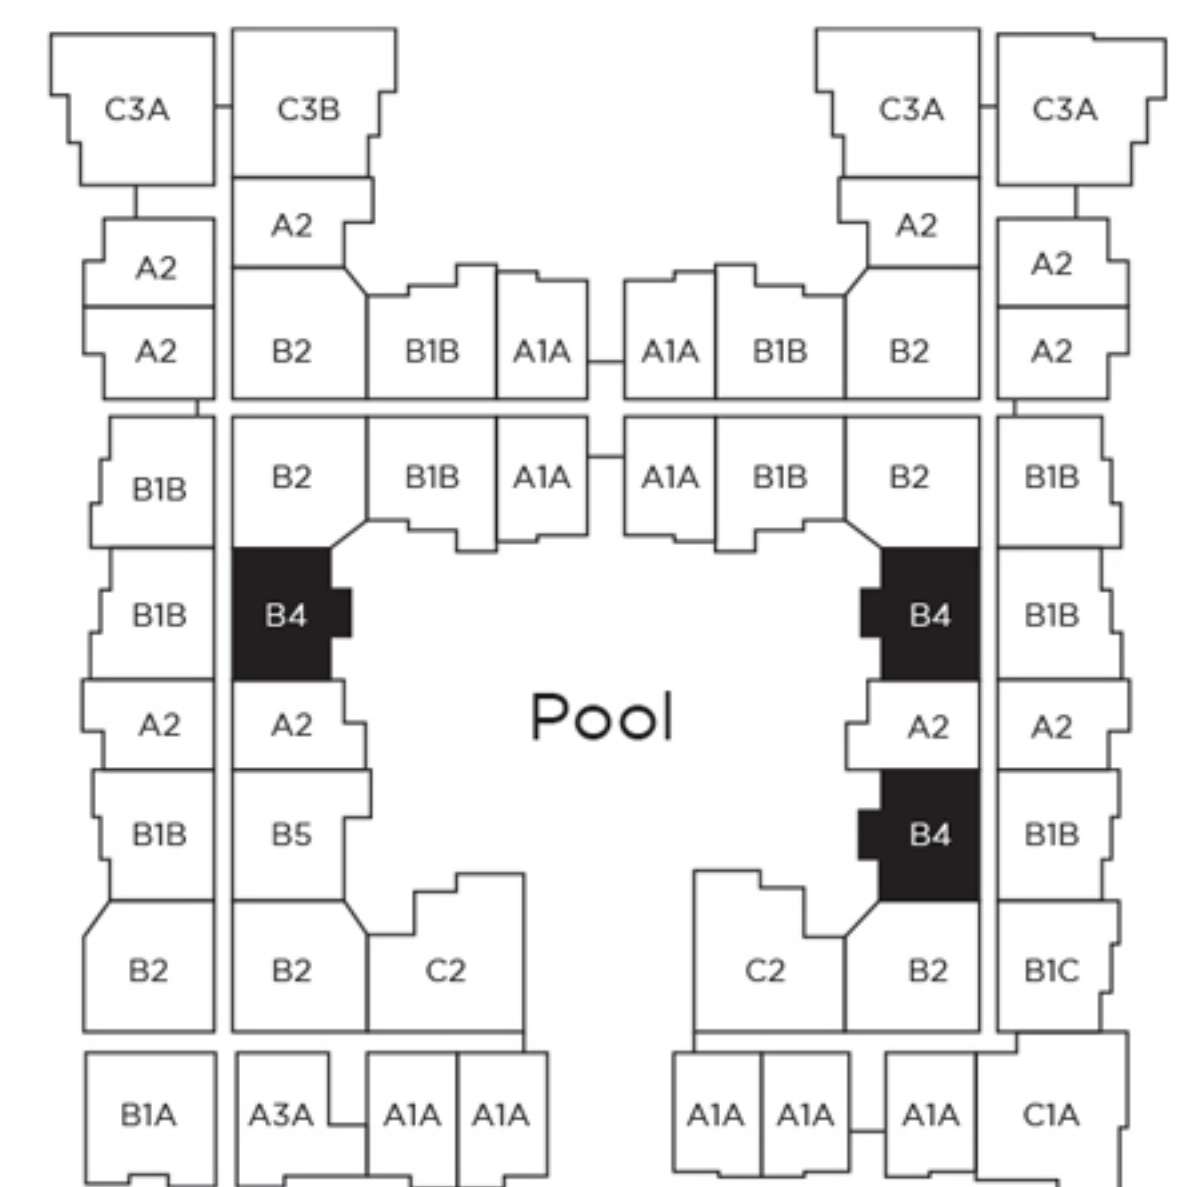 C3A C3B C3A C3A
A2 A2
A2 A2
A2 B2 B1B A1A A1A B1B B2 A2
B1B B2 B1B A1A A1A B1B B2 B1B
B1B B4 B4 B1B
Pool
A2 A2 A2 A2
B1B B5 B4 B1B
B2 B2 C2 C2 B2 B1C
B1A A3A A1A A1A A1A A1A A1A C1A